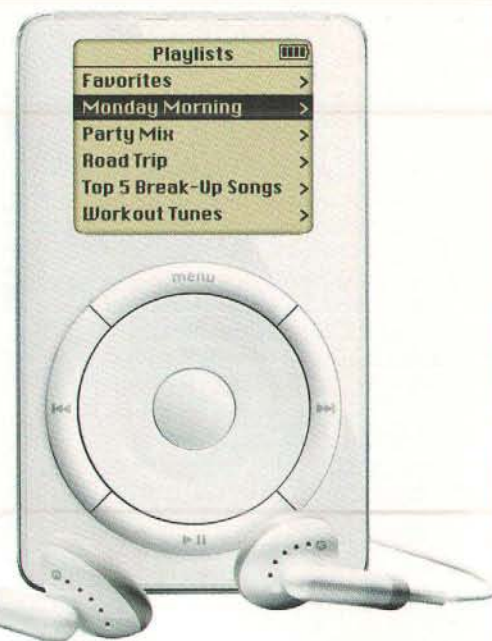 Playlists
Favorites >
Monday Morning >
Party Mix >
Road Trip >
Top 5 Break-Up Songs >
Workout Tunes >
menu